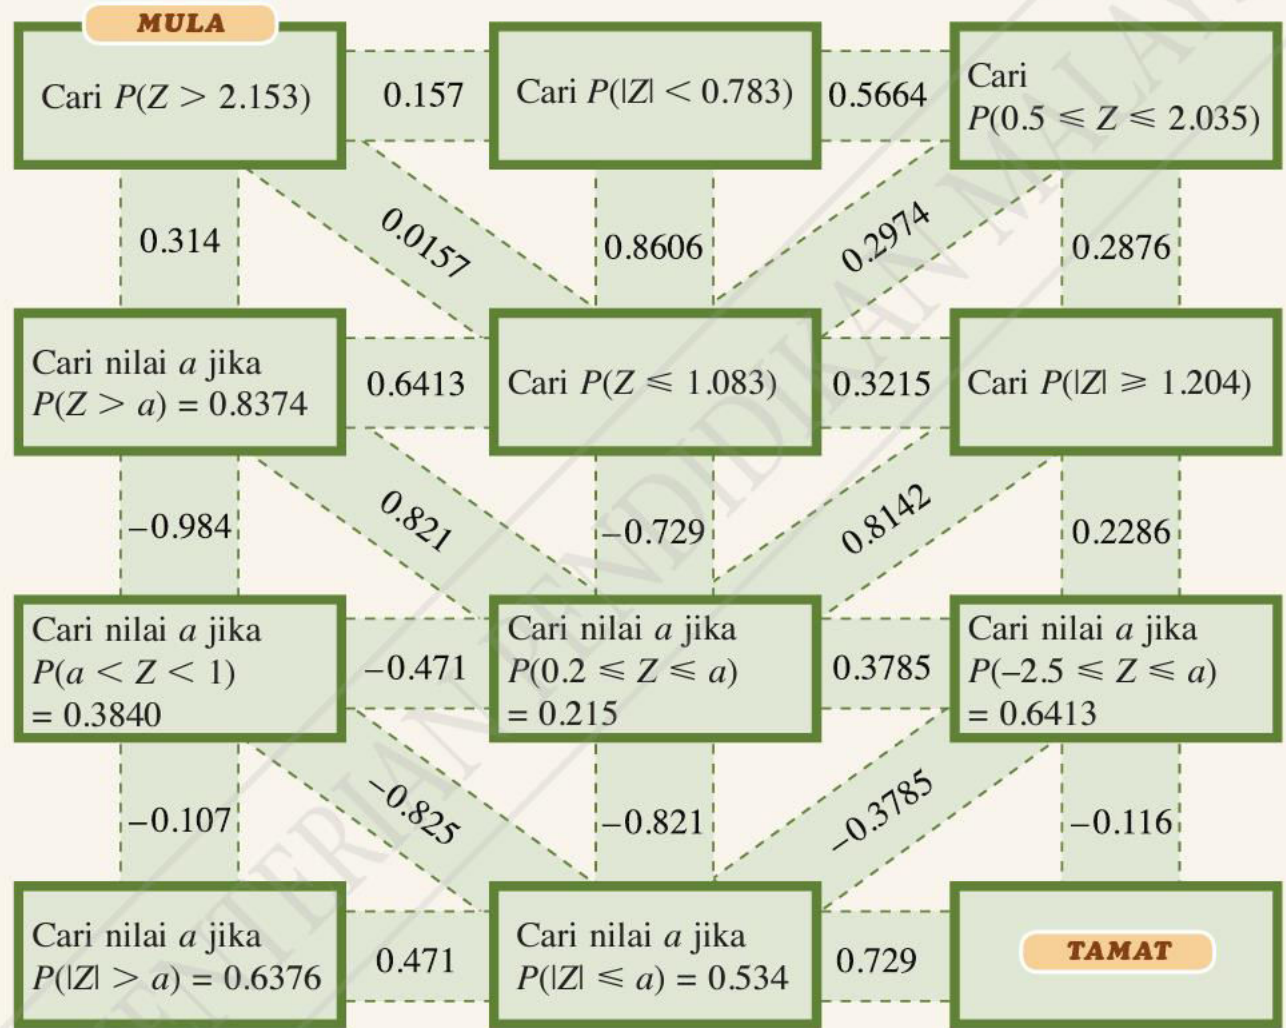 MULA
Cari P(Z > 2.153)
0.157
Cari P(|Z| < 0.783)
0.5664
Cari
P(0.5 ⩽ Z ⩽ 2.035)
0.314
0.0157
0.8606
0.2974
0.2876
Cari nilai a jika
P(Z > a) = 0.8374
0.6413
Cari P(Z ⩽ 1.083)
0.3215
Cari P(|Z| ⩾ 1.204)
–0.984
0.821
–0.729
0.8142
0.2286
Cari nilai a jika
P(a < Z < 1)
= 0.3840
–0.471
Cari nilai a jika
P(0.2 ⩽ Z ⩽ a)
= 0.215
0.3785
Cari nilai a jika
P(–2.5 ⩽ Z ⩽ a)
= 0.6413
–0.107
–0.825
–0.821
–0.3785
–0.116
Cari nilai a jika
P(|Z| > a) = 0.6376
0.471
Cari nilai a jika
P(|Z| ⩽ a) = 0.534
0.729
TAMAT